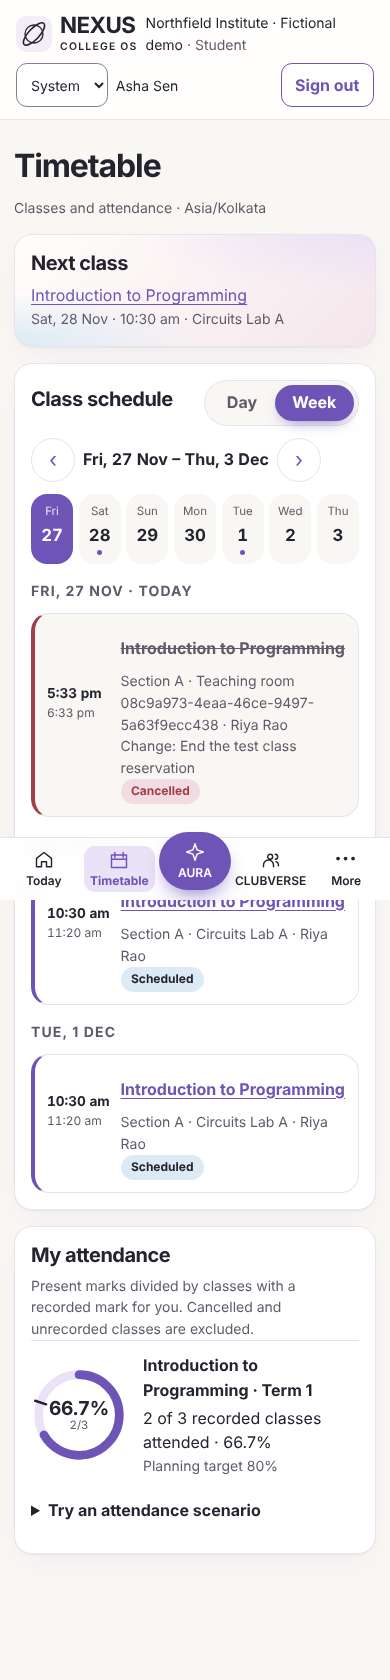 NEXUS
COLLEGE OS
Northfield Institute · Fictional
demo · Student
System
Asha Sen
Sign out
Timetable
Classes and attendance · Asia/Kolkata
Next class
Introduction to Programming
Sat, 28 Nov · 10:30 am · Circuits Lab A
Class schedule
Day
Week
‹
Fri, 27 Nov – Thu, 3 Dec
›
Fri
27
Sat
28
Sun
29
Mon
30
Tue
1
Wed
2
Thu
3
FRI, 27 NOV · TODAY
5:33 pm
6:33 pm
Introduction to Programming
Section A · Teaching room
08c9a973-4eaa-46ce-9497-
5a63f9ecc438 · Riya Rao
Change: End the test class
reservation
Cancelled
Today
Timetable
AURA
CLUBVERSE
More
10:30 am
11:20 am
Introduction to Programming
Section A · Circuits Lab A · Riya
Rao
Scheduled
TUE, 1 DEC
10:30 am
11:20 am
Introduction to Programming
Section A · Circuits Lab A · Riya
Rao
Scheduled
My attendance
Present marks divided by classes with a
recorded mark for you. Cancelled and
unrecorded classes are excluded.
66.7%
2/3
Introduction to
Programming · Term 1
2 of 3 recorded classes
attended · 66.7%
Planning target 80%
Try an attendance scenario